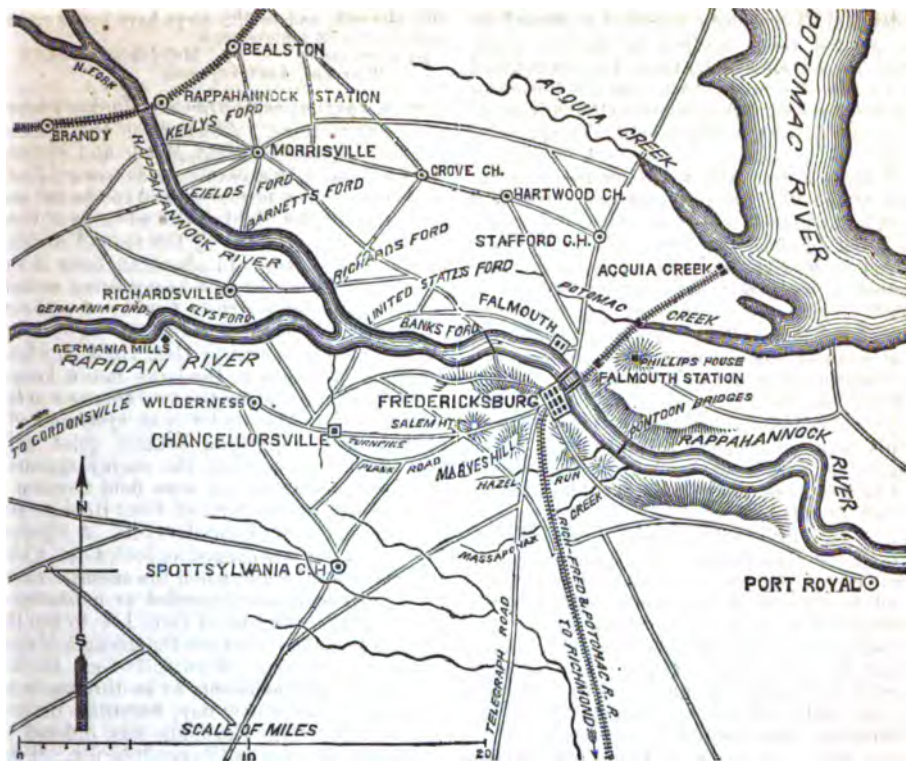 BEALSTON
N. FORK
RAPPAHANNOCK STATION
BRANDY
KELLYS FORD
MORRISVILLE
ACQUIA CREEK
POTOMAC RIVER
RAPPAHANNOCK RIVER
GROVE CH.
HARTWOOD CH.
FIELDS FORD
BARNETTS FORD
STAFFORD C.H.
RICHARDS FORD
ACQUIA CREEK
RICHARDSVILLE
UNITED STATES FORD
POTOMAC CREEK
GERMANIA FORD
ELYS FORD
BANKS FORD
FALMOUTH
GERMANIA MILLS
RAPIDAN RIVER
PHILLIPS HOUSE
FALMOUTH STATION
WILDERNESS
FREDERICKSBURG
PONTOON BRIDGES
TO GORDONSVILLE
SALEM HT.
CHANCELLORSVILLE
TURNPIKE
RAPPAHANNOCK RIVER
PLANK ROAD
MARYES HILL
HAZEL RUN
N
MASSAPONAX CREEK
SPOTTSYLVANIA C.H.
PORT ROYAL
S
TELEGRAPH ROAD
RICH-FRED & POTOMAC R.R.
TO RICHMOND
SCALE OF MILES
0 10 20